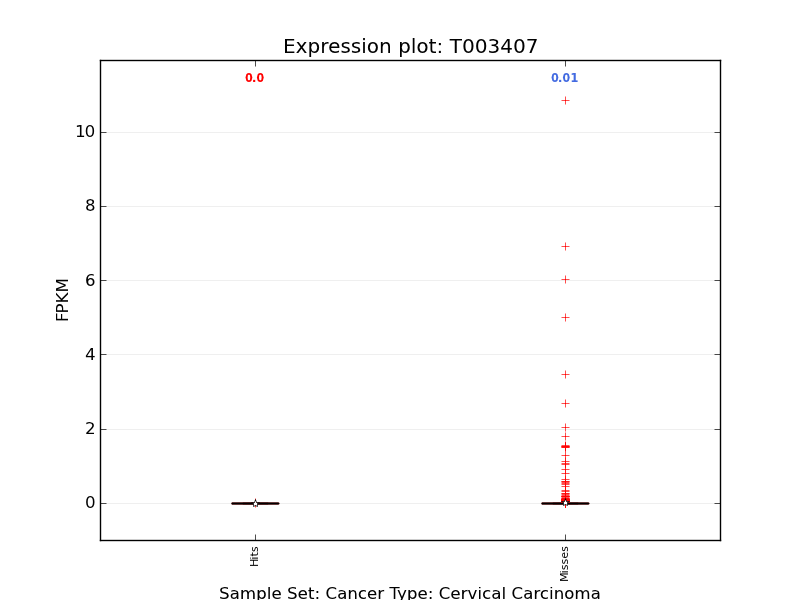 Expression plot: T003407
0.0
0.01
10
8
6
4
2
0
FPKM
Hits
Misses
Sample Set: Cancer Type: Cervical Carcinoma